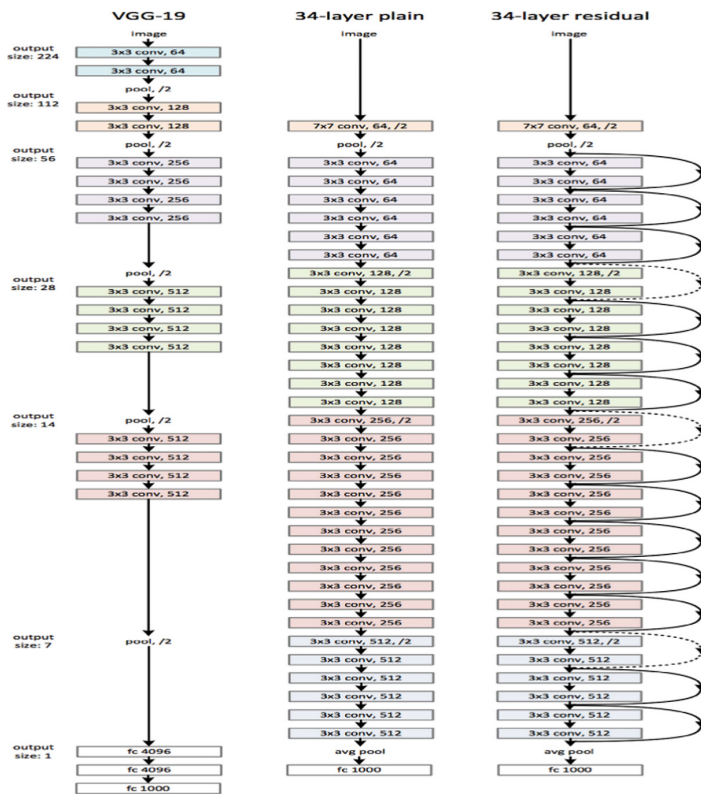 output
size: 224
output
size: 112
output
size: 56
output
size: 28
output
size: 14
output
size: 7
output
size: 1
VGG-19
image
3x3 conv, 64
3x3 conv, 64
pool, /2
3x3 conv, 128
3x3 conv, 128
pool, /2
3x3 conv, 256
3x3 conv, 256
3x3 conv, 256
3x3 conv, 256
pool, /2
3x3 conv, 512
3x3 conv, 512
3x3 conv, 512
3x3 conv, 512
pool, /2
3x3 conv, 512
3x3 conv, 512
3x3 conv, 512
3x3 conv, 512
pool, /2
fc 4096
fc 4096
fc 1000
34-layer plain
image
7x7 conv, 64, /2
pool, /2
3x3 conv, 64
3x3 conv, 64
3x3 conv, 64
3x3 conv, 64
3x3 conv, 64
3x3 conv, 64
3x3 conv, 128, /2
3x3 conv, 128
3x3 conv, 128
3x3 conv, 128
3x3 conv, 128
3x3 conv, 128
3x3 conv, 128
3x3 conv, 128
3x3 conv, 256, /2
3x3 conv, 256
3x3 conv, 256
3x3 conv, 256
3x3 conv, 256
3x3 conv, 256
3x3 conv, 256
3x3 conv, 256
3x3 conv, 256
3x3 conv, 256
3x3 conv, 256
3x3 conv, 256
3x3 conv, 512, /2
3x3 conv, 512
3x3 conv, 512
3x3 conv, 512
3x3 conv, 512
3x3 conv, 512
avg pool
fc 1000
34-layer residual
image
7x7 conv, 64, /2
pool, /2
3x3 conv, 64
3x3 conv, 64
3x3 conv, 64
3x3 conv, 64
3x3 conv, 64
3x3 conv, 64
3x3 conv, 128, /2
3x3 conv, 128
3x3 conv, 128
3x3 conv, 128
3x3 conv, 128
3x3 conv, 128
3x3 conv, 128
3x3 conv, 128
3x3 conv, 256, /2
3x3 conv, 256
3x3 conv, 256
3x3 conv, 256
3x3 conv, 256
3x3 conv, 256
3x3 conv, 256
3x3 conv, 256
3x3 conv, 256
3x3 conv, 256
3x3 conv, 256
3x3 conv, 256
3x3 conv, 512, /2
3x3 conv, 512
3x3 conv, 512
3x3 conv, 512
3x3 conv, 512
3x3 conv, 512
avg pool
fc 1000